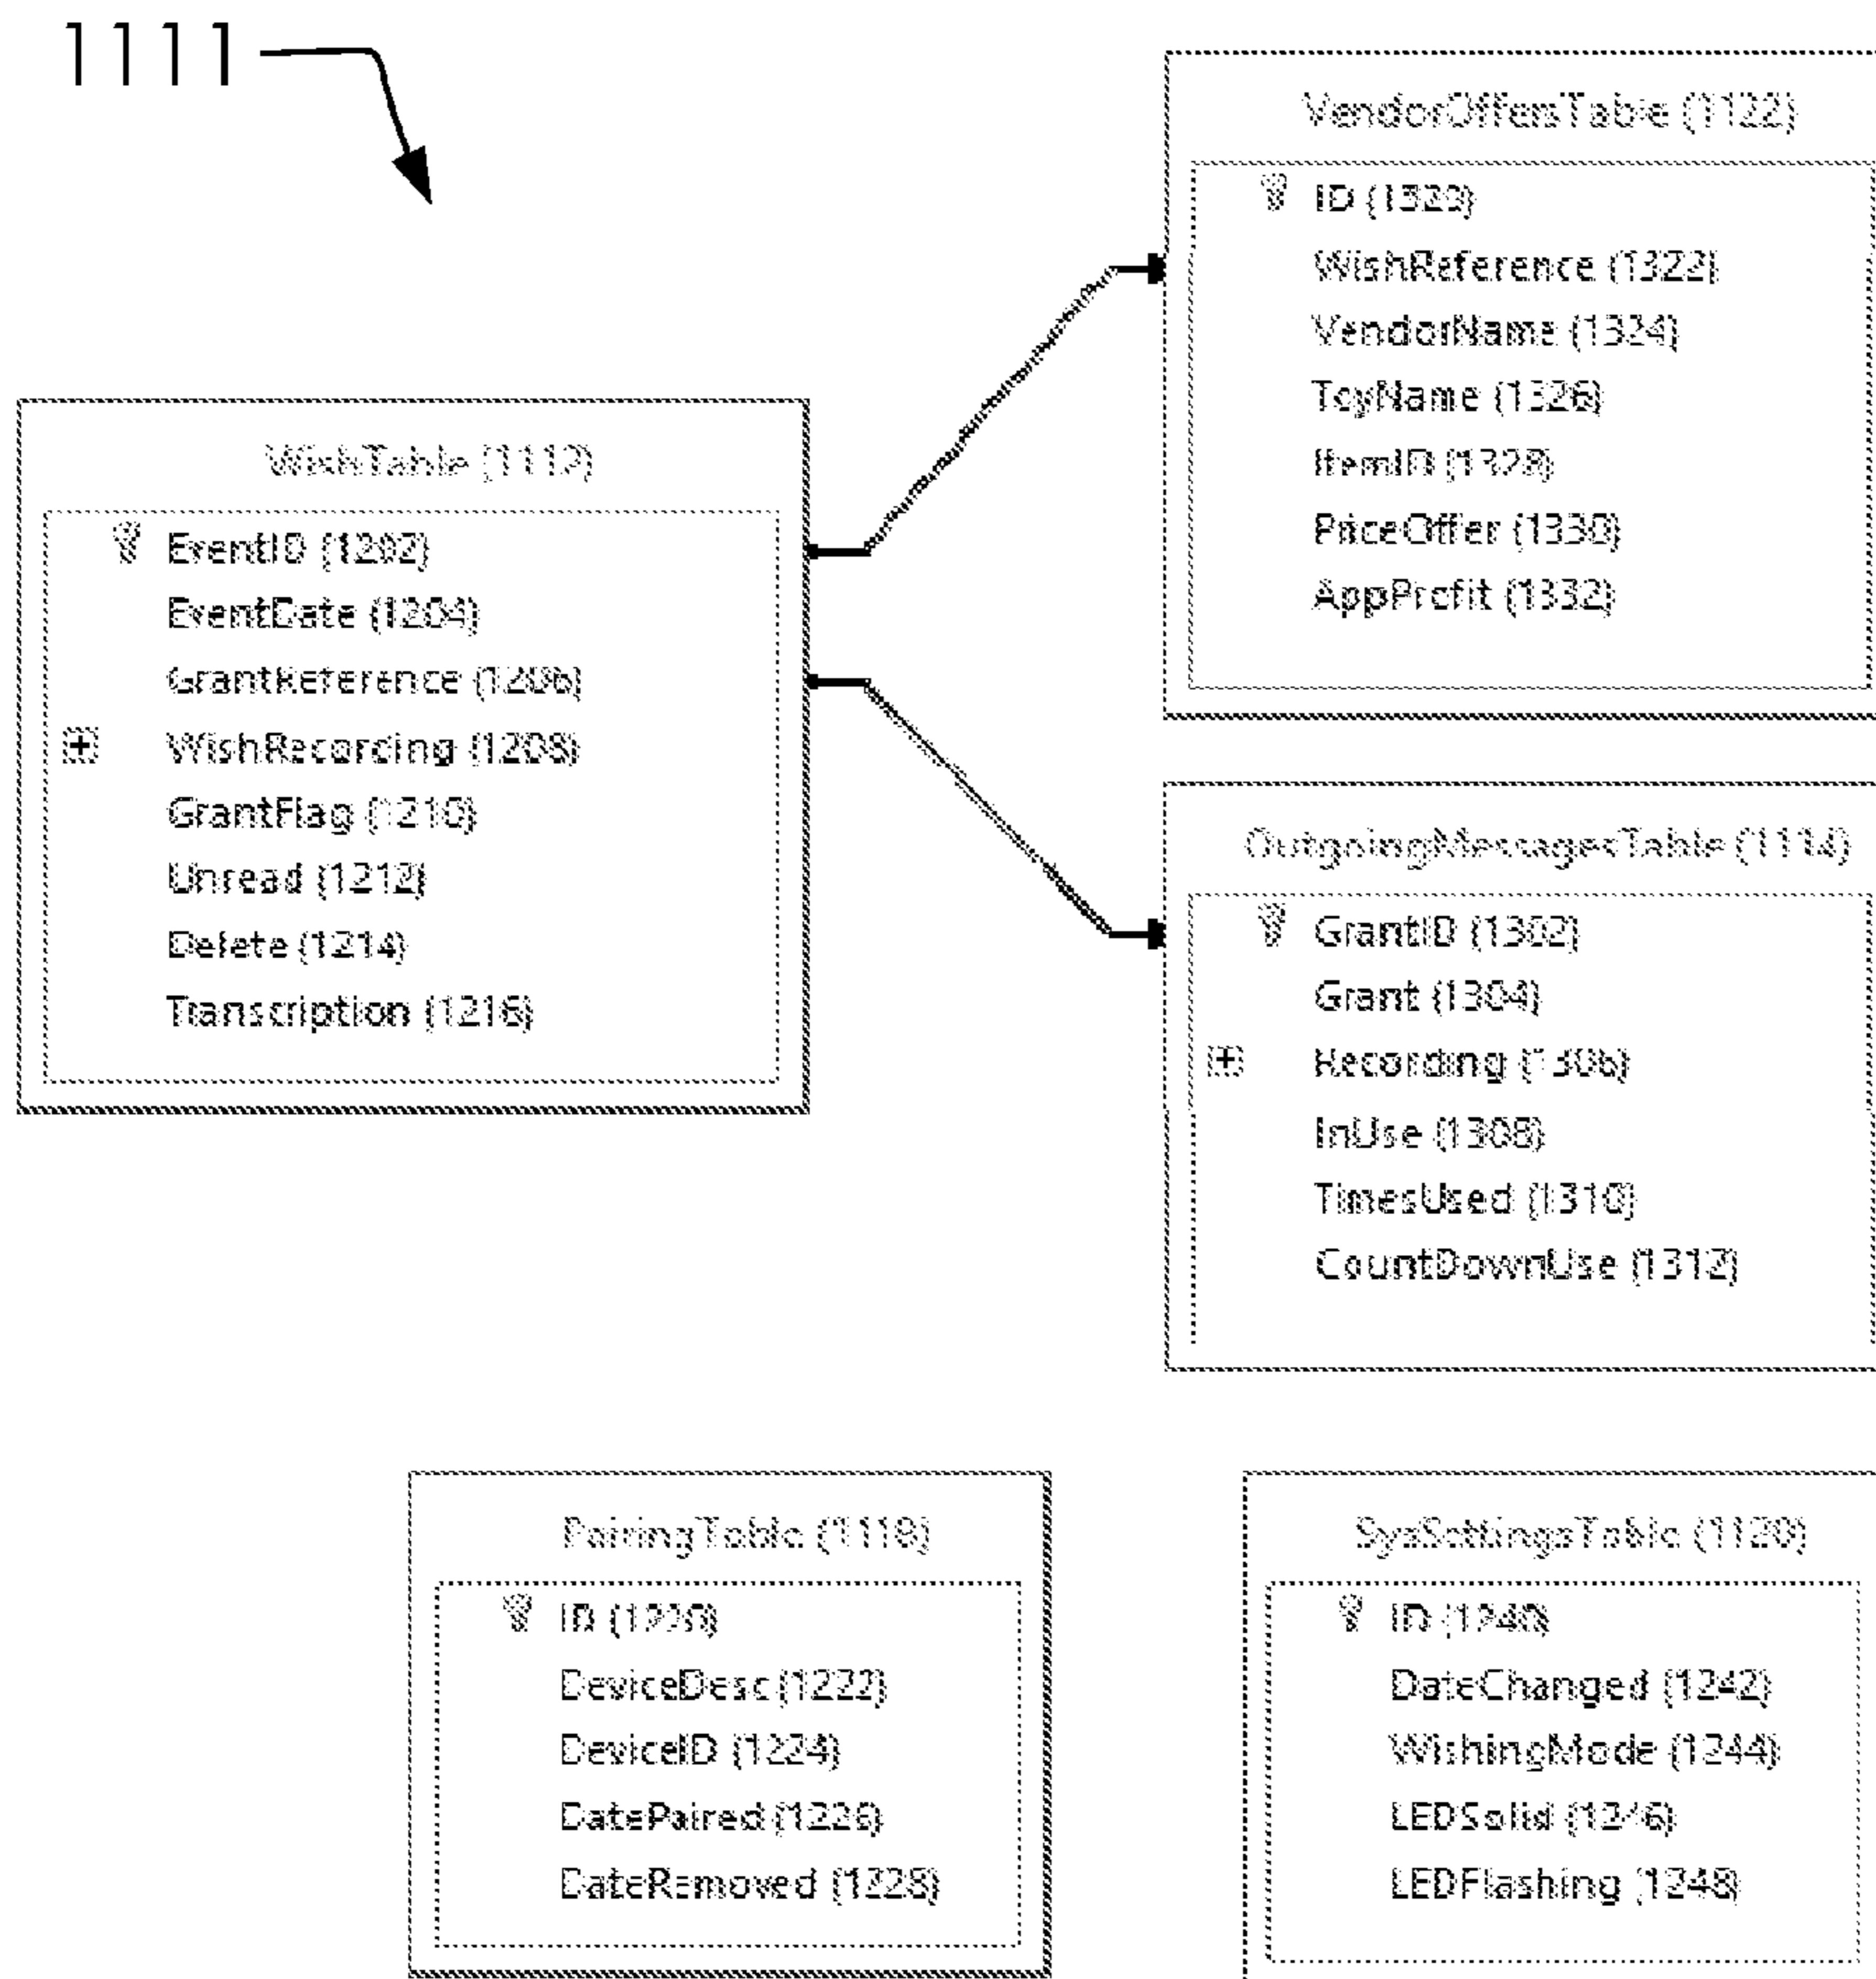 1111
VendorOffersTable (1122)
ID (1320)
WishReference (1322)
VendorName (1324)
ToyName (1326)
ItemID (1328)
PriceOffer (1330)
AppProfit (1332)
WishTable (1112)
EventID (1202)
EventDate (1204)
GrantReference (1206)
WishRecording (1208)
GrantFlag (1210)
Unread (1212)
Delete (1214)
Transcription (1216)
OutgoingMessagesTable (1114)
GrantID (1302)
Grant (1304)
Recording (1306)
InUse (1308)
TimesUsed (1310)
CountDownUse (1312)
PairingTable (1118)
ID (1220)
DeviceDesc (1222)
DeviceID (1224)
DatePaired (1226)
DateRemoved (1228)
SysSettingsTable (1120)
ID (1240)
DateChanged (1242)
WishingMode (1244)
LEDSolid (1246)
LEDFlashing (1248)